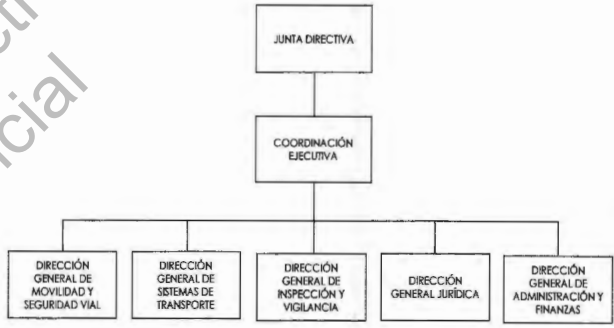 JUNTA DIRECTIVA
COORDINACIÓN
EJECUTIVA
DIRECCIÓN
GENERAL DE
MOVILIDAD Y
SEGURIDAD VIAL
DIRECCIÓN
GENERAL DE
SISTEMAS DE
TRANSPORTE
DIRECCIÓN
GENERAL DE
INSPECCIÓN Y
VIGILANCIA
DIRECCIÓN
GENERAL JURÍDICA
DIRECCIÓN
GENERAL DE
ADMINISTRACIÓN Y
FINANZAS